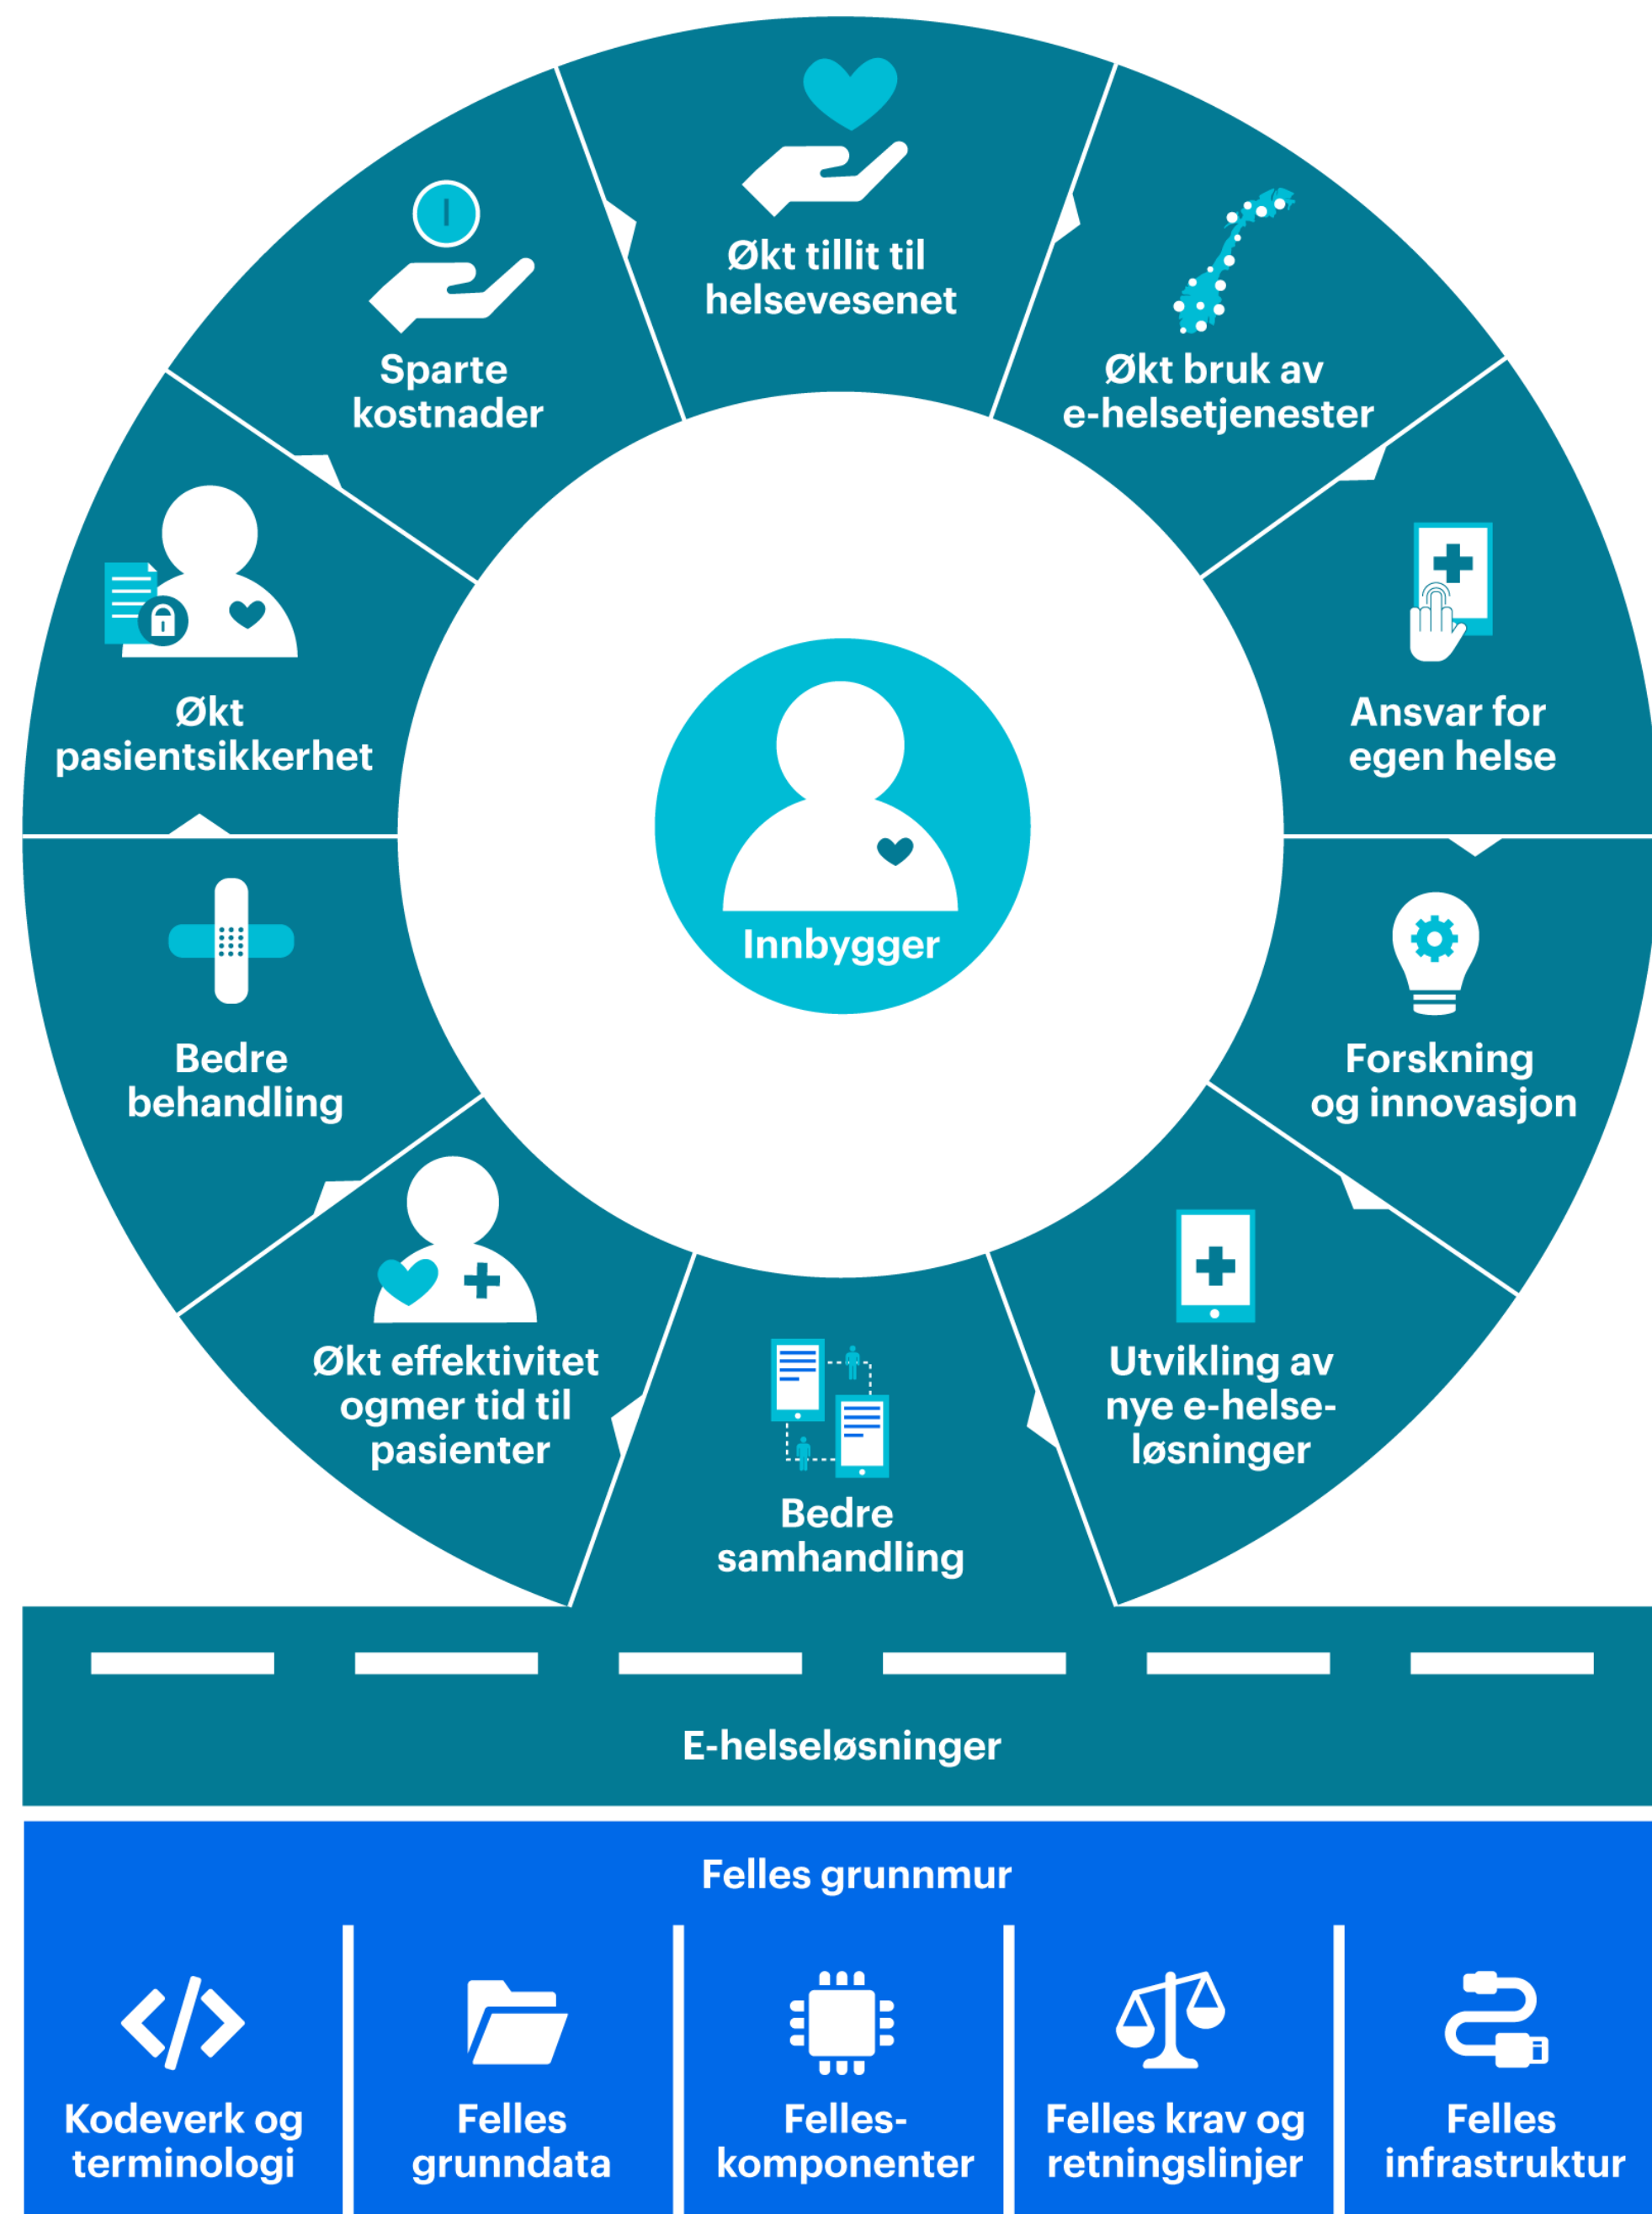 Økt tillit til
helsevesenet
Økt bruk av
e-helsetjenester
Ansvar for
egen helse
Forskning
og innovasjon
Utvikling av
nye e-helse-
løsninger
Bedre
samhandling
Økt effektivitet
ogmer tid til
pasienter
Bedre
behandling
Økt
pasientsikkerhet
Sparte
kostnader
Innbygger
E-helseløsninger
Felles grunnmur
Kodeverk og
terminologi
Felles
grunndata
Felles-
komponenter
Felles krav og
retningslinjer
Felles
infrastruktur